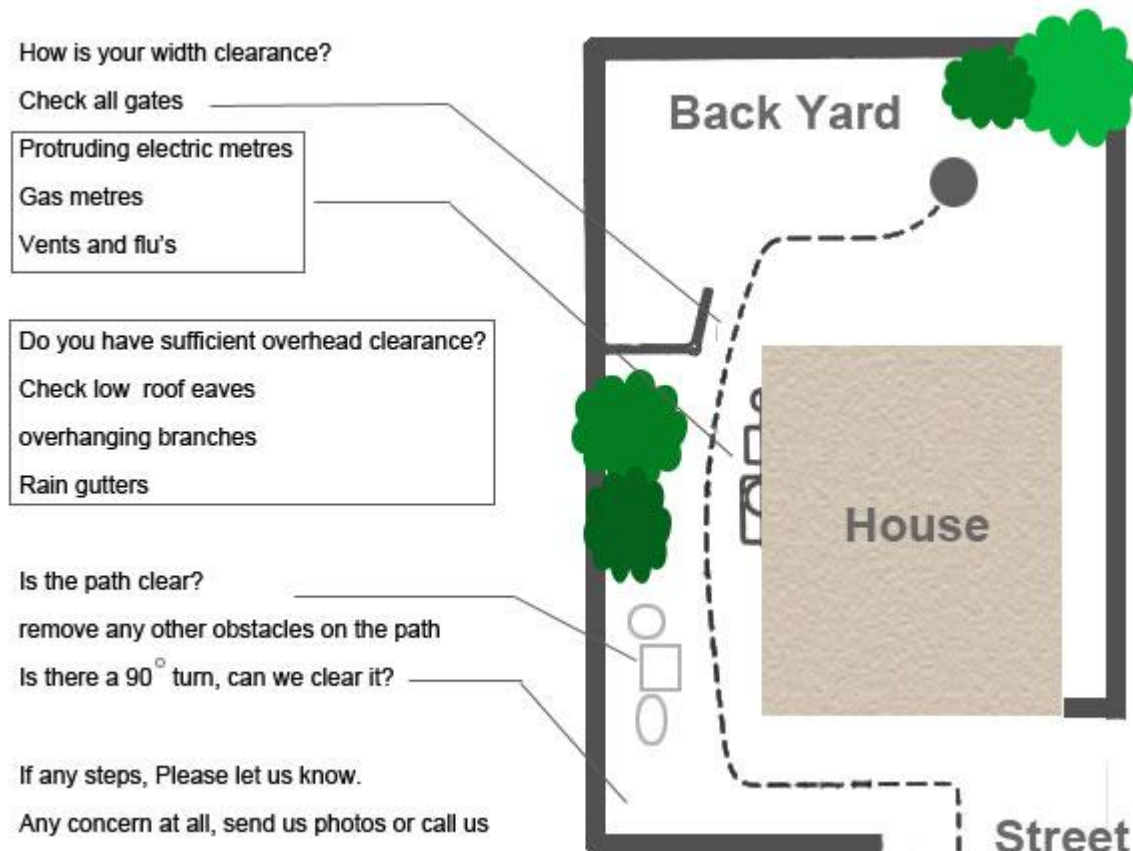 How is your width clearance?
Check all gates
Protruding electric metres
Gas metres
Vents and flu's
Do you have sufficient overhead clearance?
Check low roof eaves
overhanging branches
Rain gutters
Is the path clear?
remove any other obstacles on the path
Is there a 90° turn, can we clear it?
If any steps, Please let us know.
Any concern at all, send us photos or call us
Back Yard
House
Street